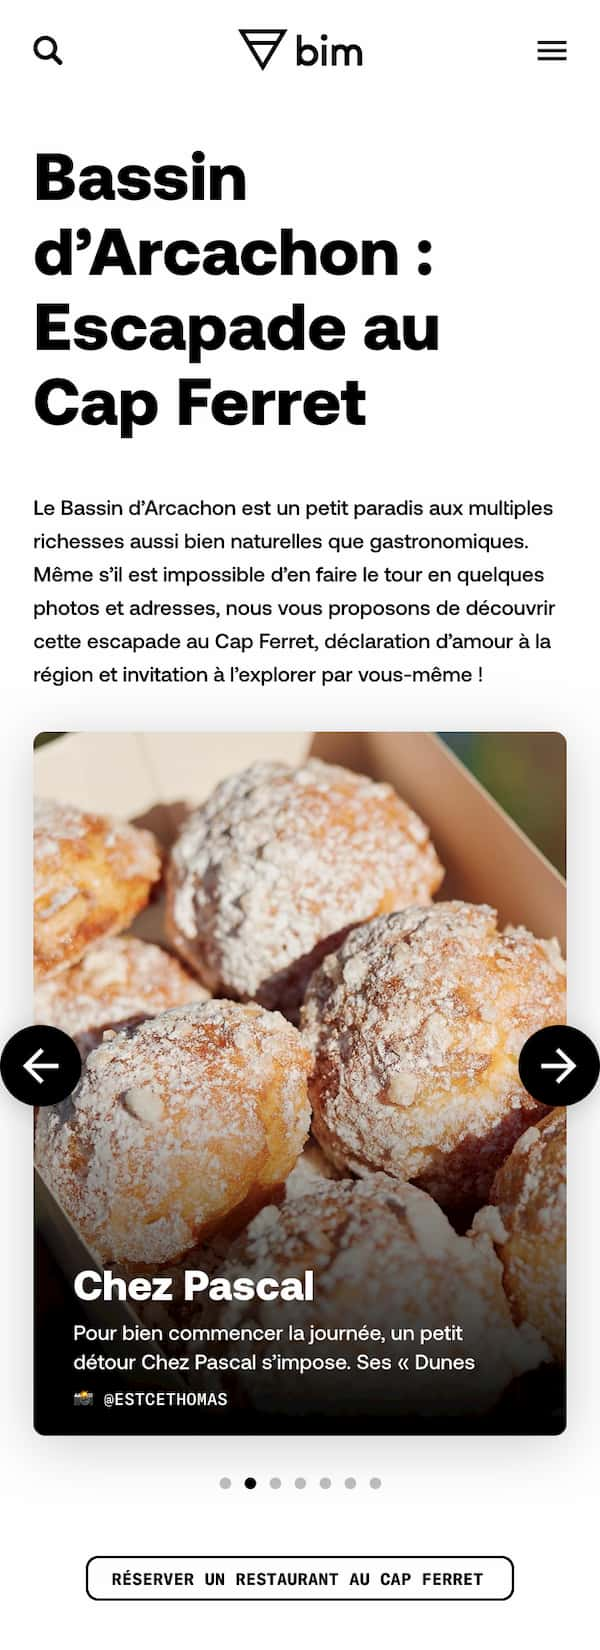 bim
Bassin
d’Arcachon :
Escapade au
Cap Ferret
Le Bassin d’Arcachon est un petit paradis aux multiples
richesses aussi bien naturelles que gastronomiques.
Même s’il est impossible d’en faire le tour en quelques
photos et adresses, nous vous proposons de découvrir
cette escapade au Cap Ferret, déclaration d’amour à la
région et invitation à l’explorer par vous-même !
Chez Pascal
Pour bien commencer la journée, un petit
détour Chez Pascal s’impose. Ses « Dunes
📸 @ESTCETHOMAS
RÉSERVER UN RESTAURANT AU CAP FERRET